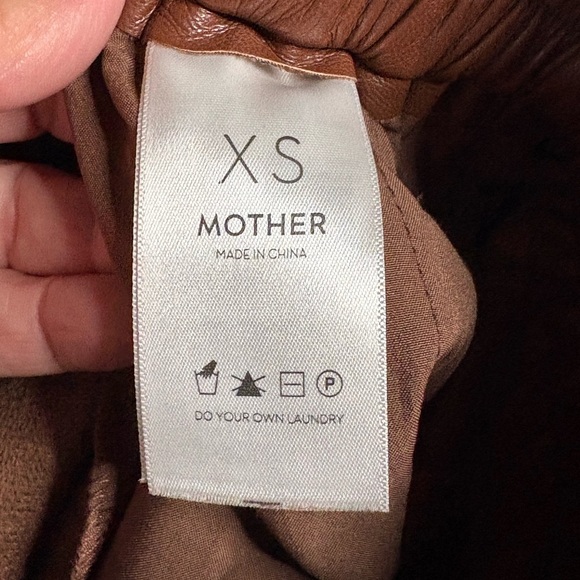 XS
MOTHER
MADE IN CHINA
P
DO YOUR OWN LAUNDRY